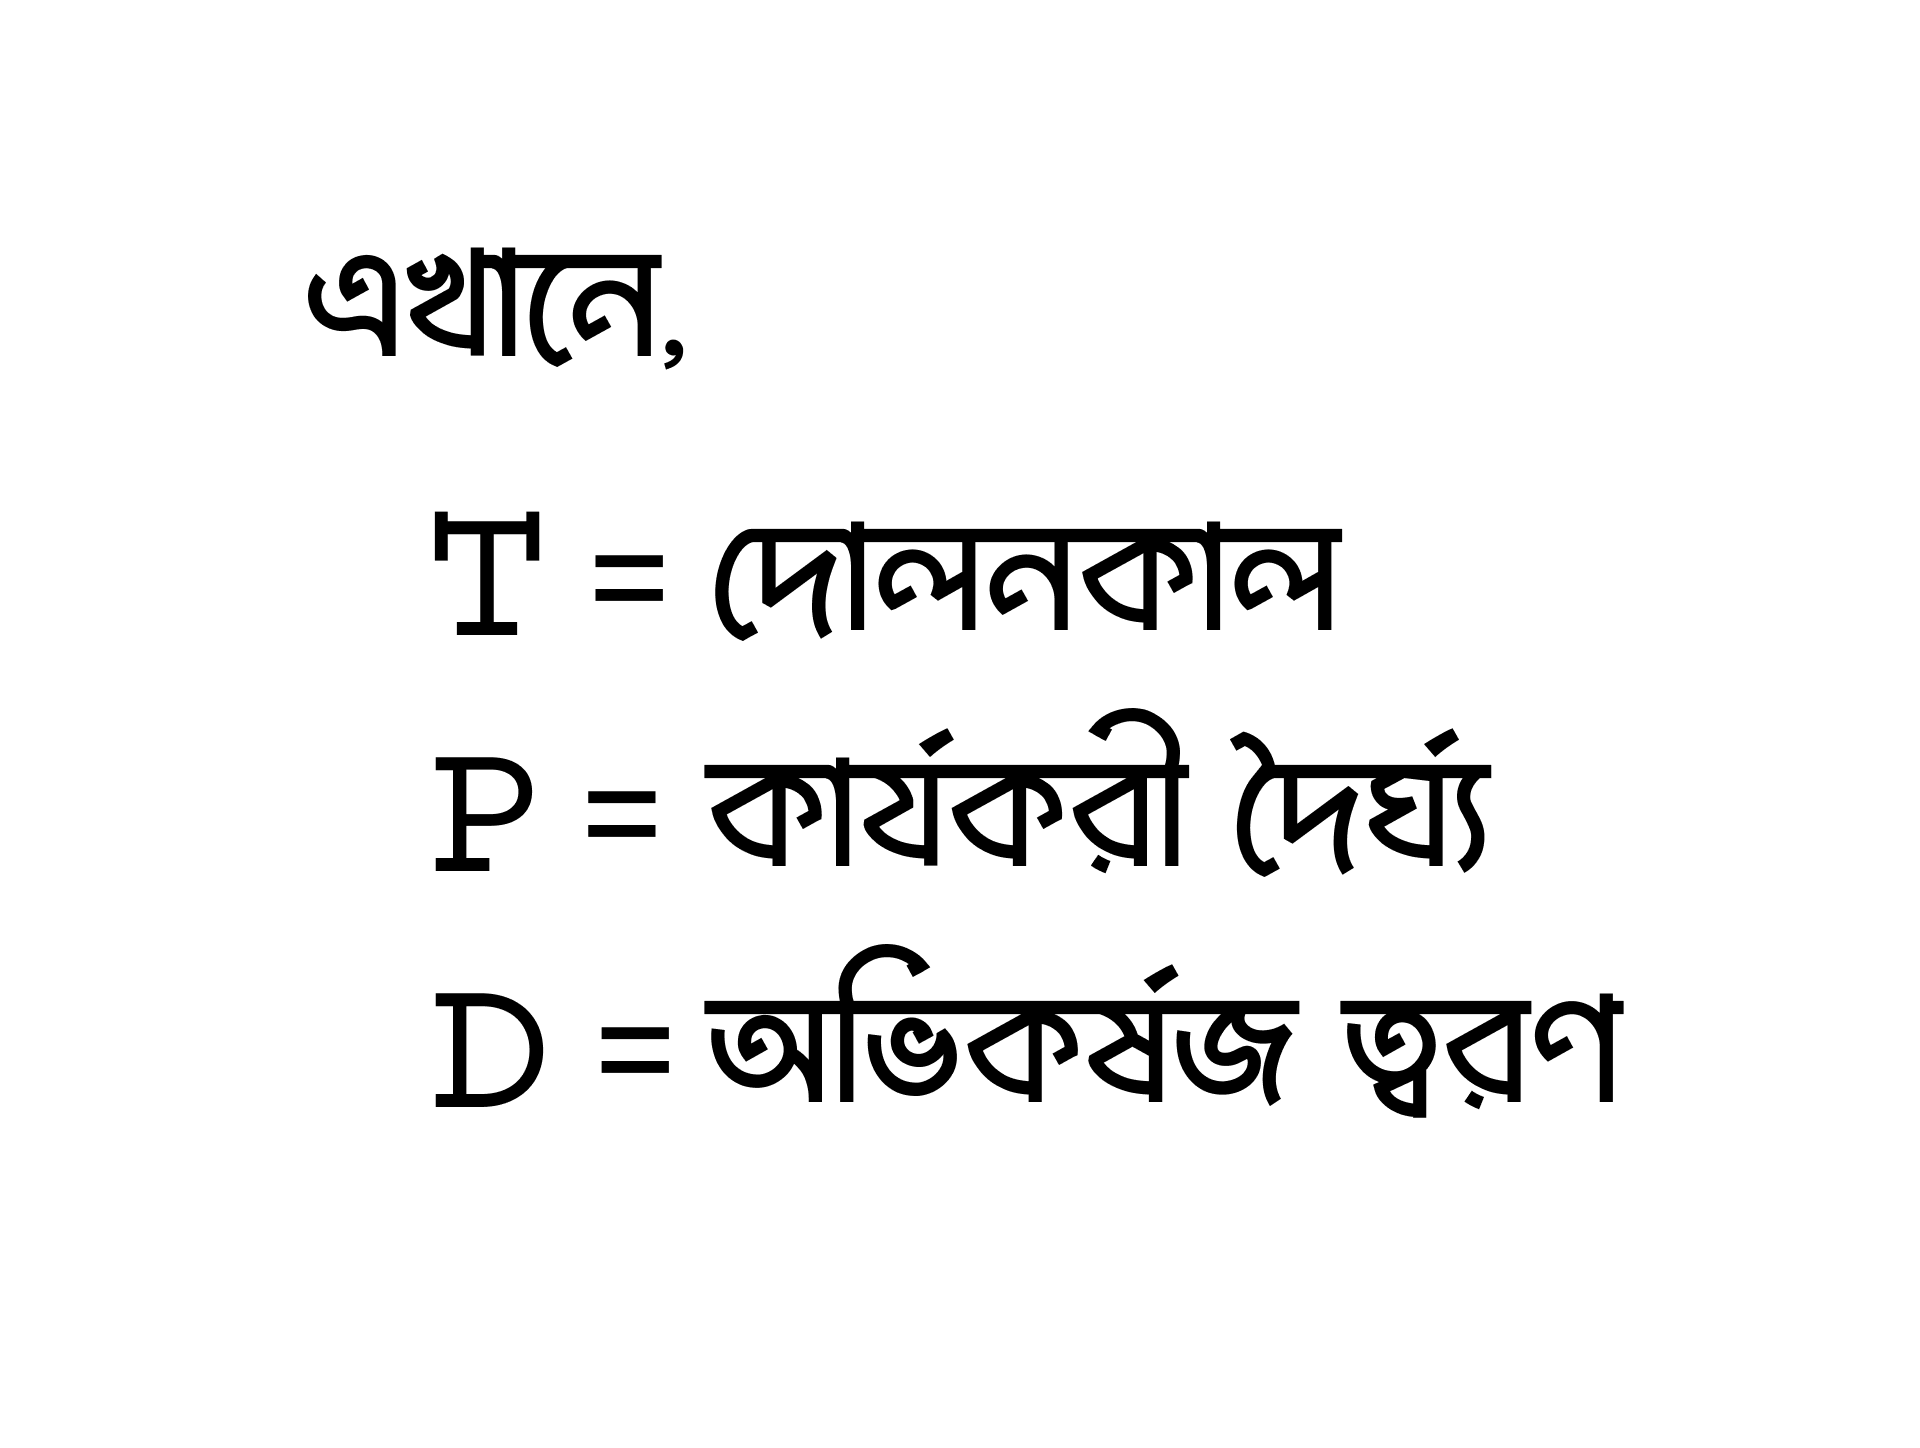 এখানে,
T = দোলনকাল
P = কার্যকরী দৈর্ঘ্য
D = অভিকর্ষজ ত্বরণ